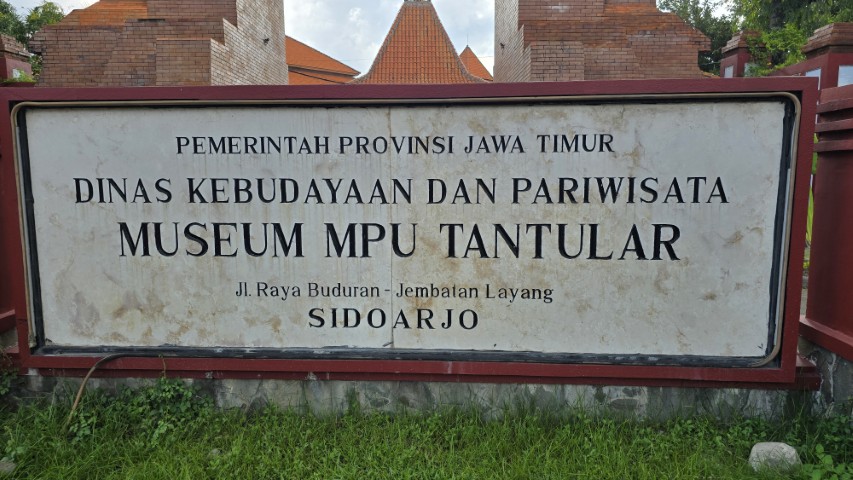 PEMERINTAH PROVINSI JAWA TIMUR
DINAS KEBUDAYAAN DAN PARIWISATA
MUSEUM MPU TANTULAR
Jl. Raya Buduran - Jembatan Layang
SIDOARJO